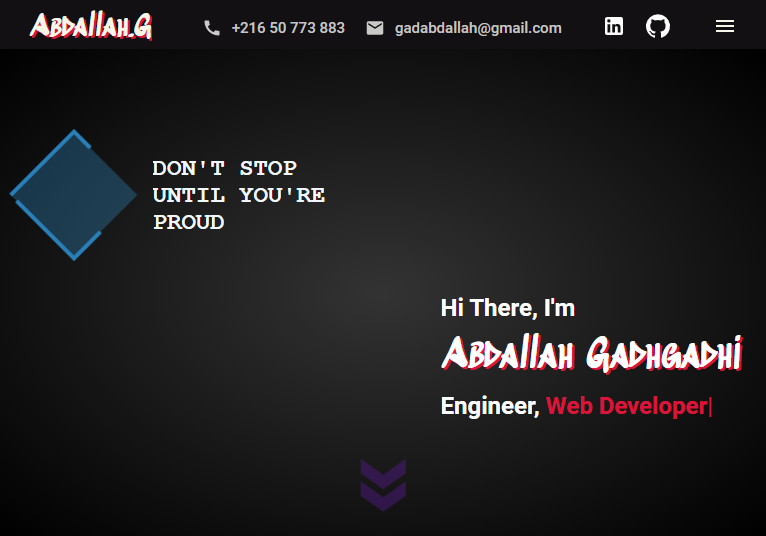 Abdallah.G
+216 50 773 883
gadabdallah@gmail.com
DON'T STOP
UNTIL YOU'RE
PROUD
Hi There, I'm
Abdallah Gadhgadhi
Engineer, Web Developer|